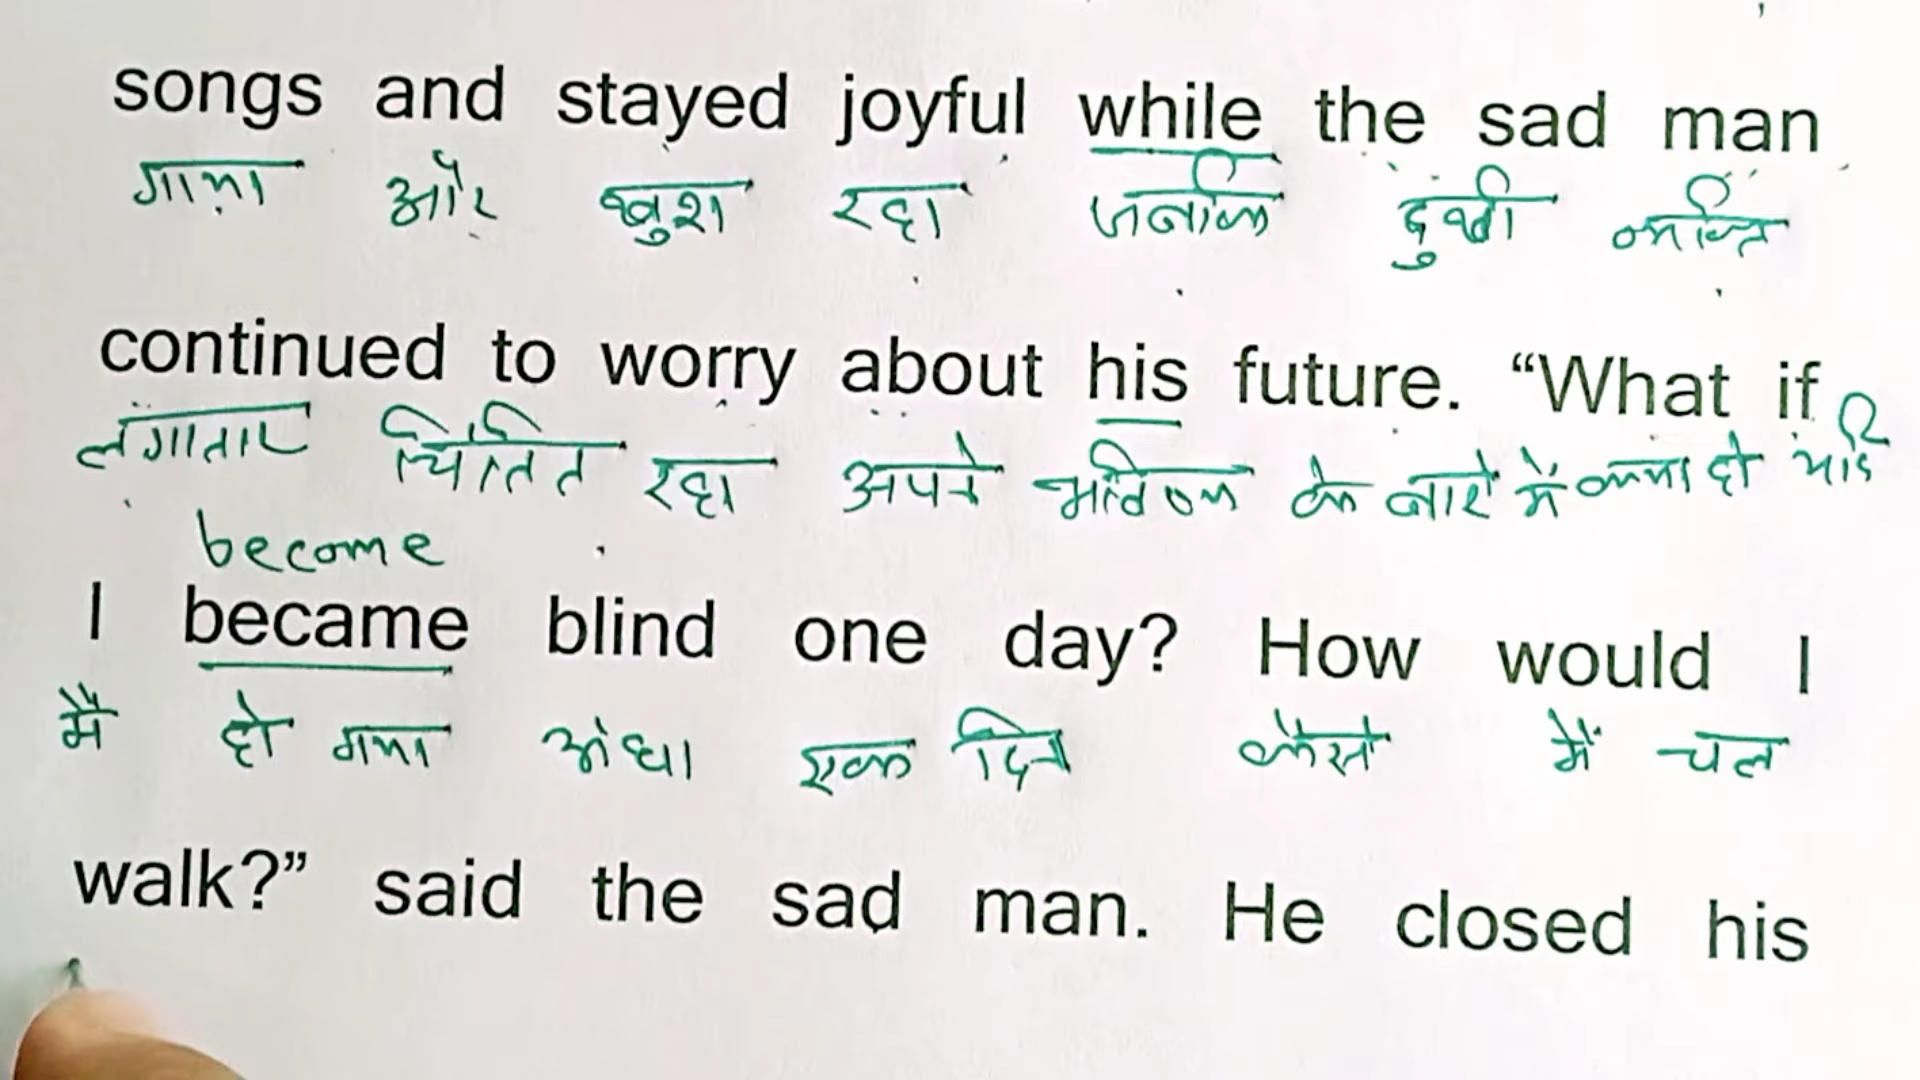 songs and stayed joyful while the sad man
गाना और खुश रहा जबकि दुखी व्यक्ति
continued to worry about his future. “What if
लगातार चिंतित रहा अपने भविष्य के बारे में क्या हो यदि
become
I became blind one day? How would I
मैं हो गया अंधा एक दिन कैसे मैं चल
walk?” said the sad man. He closed his